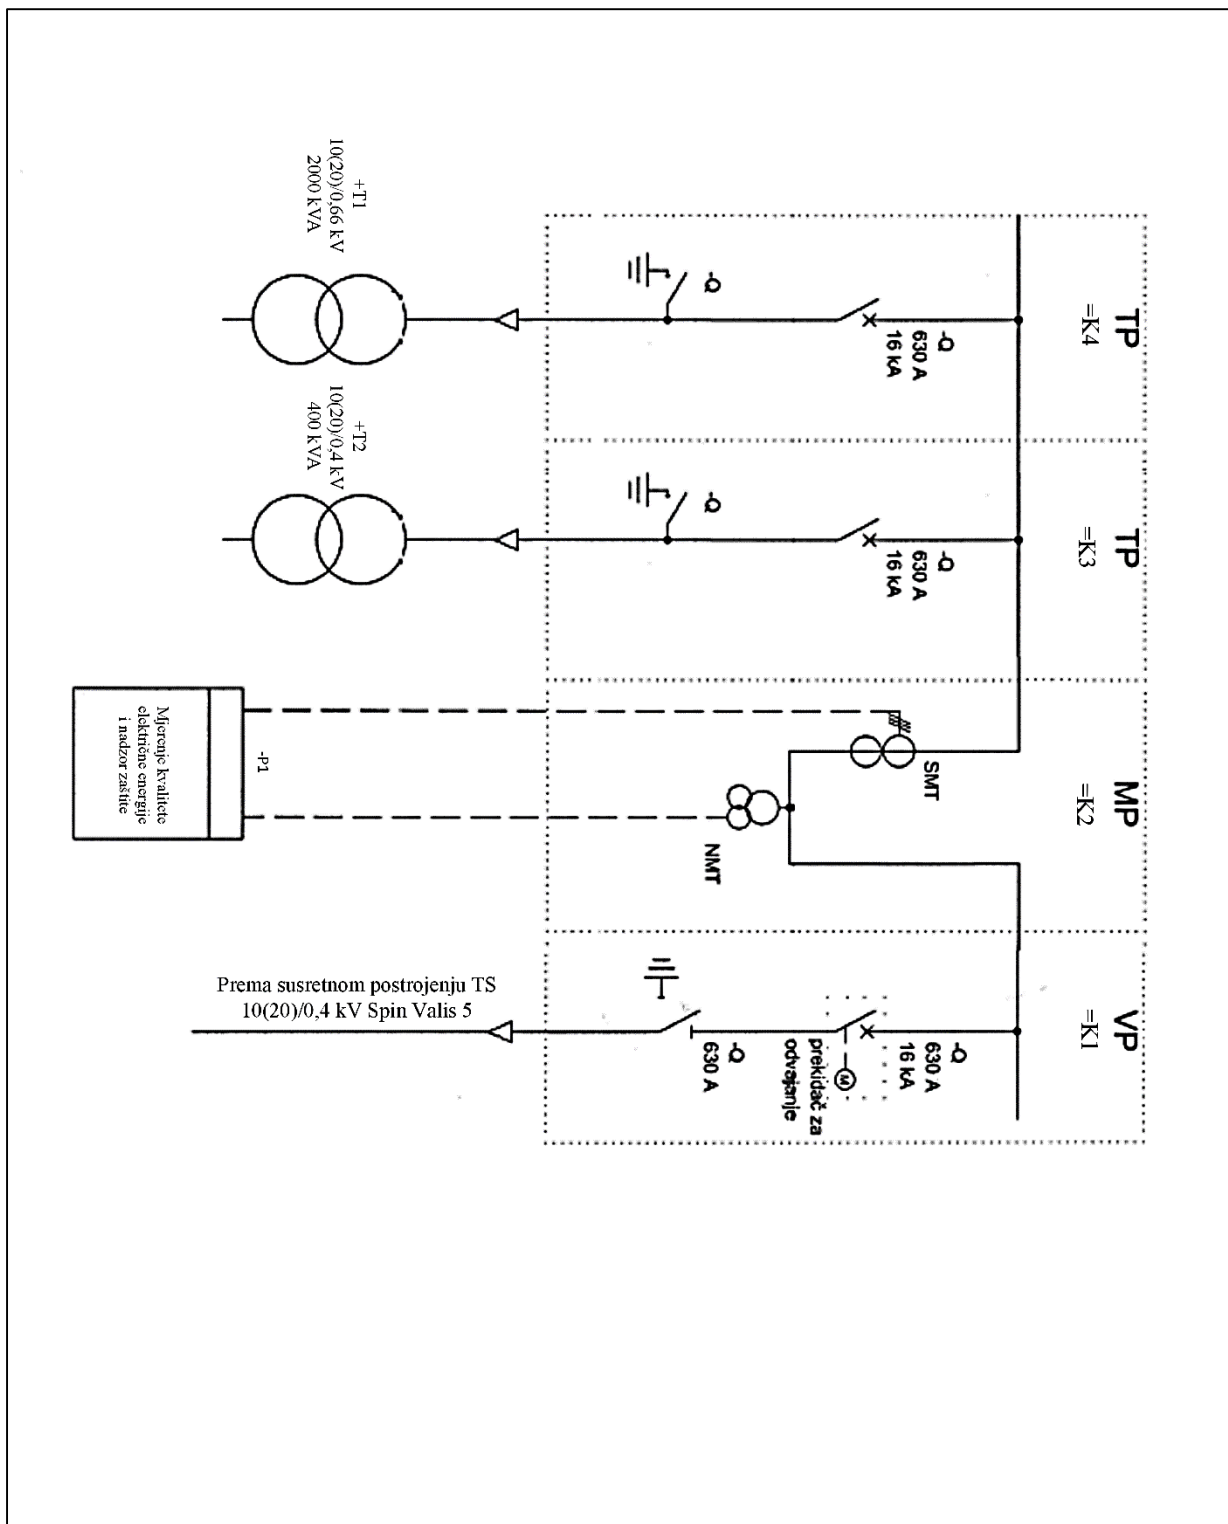 TP
=K4
-Q
630 A
16 kA
-Q
+T1
10(20)/0,66 kV
2000 kVA
TP
=K3
-Q
630 A
16 kA
-Q
+T2
10(20)/0,4 kV
400 kVA
MP
=K2
SMT
NMT
-P1
Mjerenje kvalitete
električne energije
i nadzor zaštite
VP
=K1
-Q
630 A
16 kA
M
prekidač za
odvajanje
-Q
630 A
Prema susretnom postrojenju TS
10(20)/0,4 kV Spin Valis 5